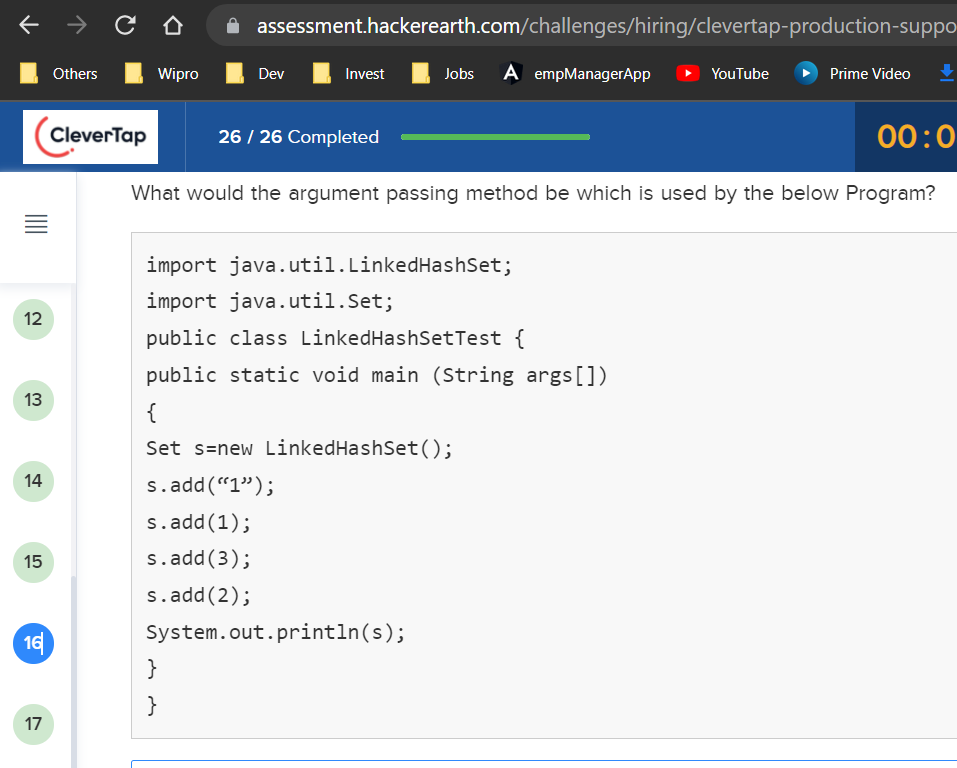 assessment.hackerearth.com/challenges/hiring/clevertap-production-suppo
Others Wipro Dev Invest Jobs empManagerApp YouTube Prime Video
CleverTap 26 / 26 Completed 00:0
What would the argument passing method be which is used by the below Program?
import java.util.LinkedHashSet;
import java.util.Set;
public class LinkedHashSetTest {
public static void main (String args[])
{
Set s=new LinkedHashSet();
s.add(“1”);
s.add(1);
s.add(3);
s.add(2);
System.out.println(s);
}
}
12
13
14
15
16
17